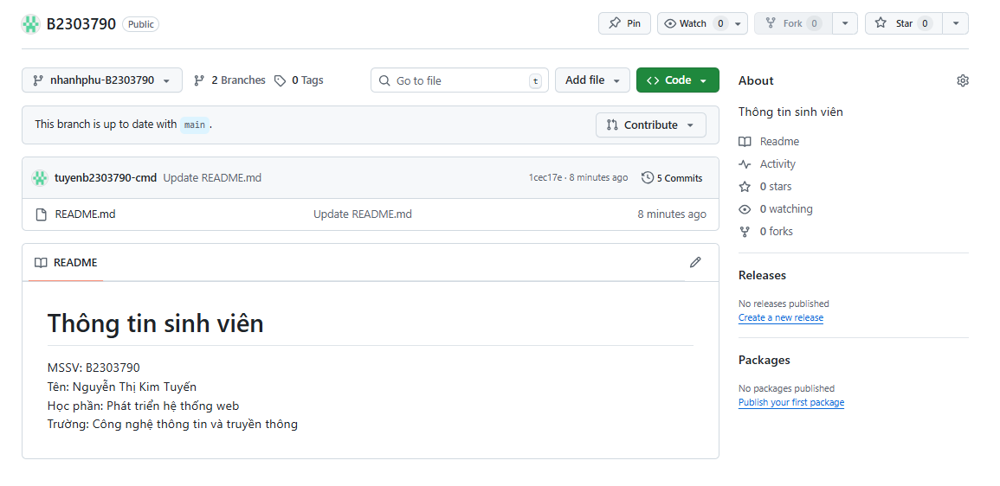 B2303790 Public Pin Watch 0 Fork 0 Star 0
nhanhphu-B2303790 2 Branches 0 Tags Go to file t Add file Code
This branch is up to date with main . Contribute
tuyenb2303790-cmd Update README.md 1cec17e · 8 minutes ago 5 Commits
README.md Update README.md 8 minutes ago
README
Thông tin sinh viên
MSSV: B2303790
Tên: Nguyễn Thị Kim Tuyến
Học phần: Phát triển hệ thống web
Trường: Công nghệ thông tin và truyền thông
About
Thông tin sinh viên
Readme
Activity
0 stars
0 watching
0 forks
Releases
No releases published
Create a new release
Packages
No packages published
Publish your first package